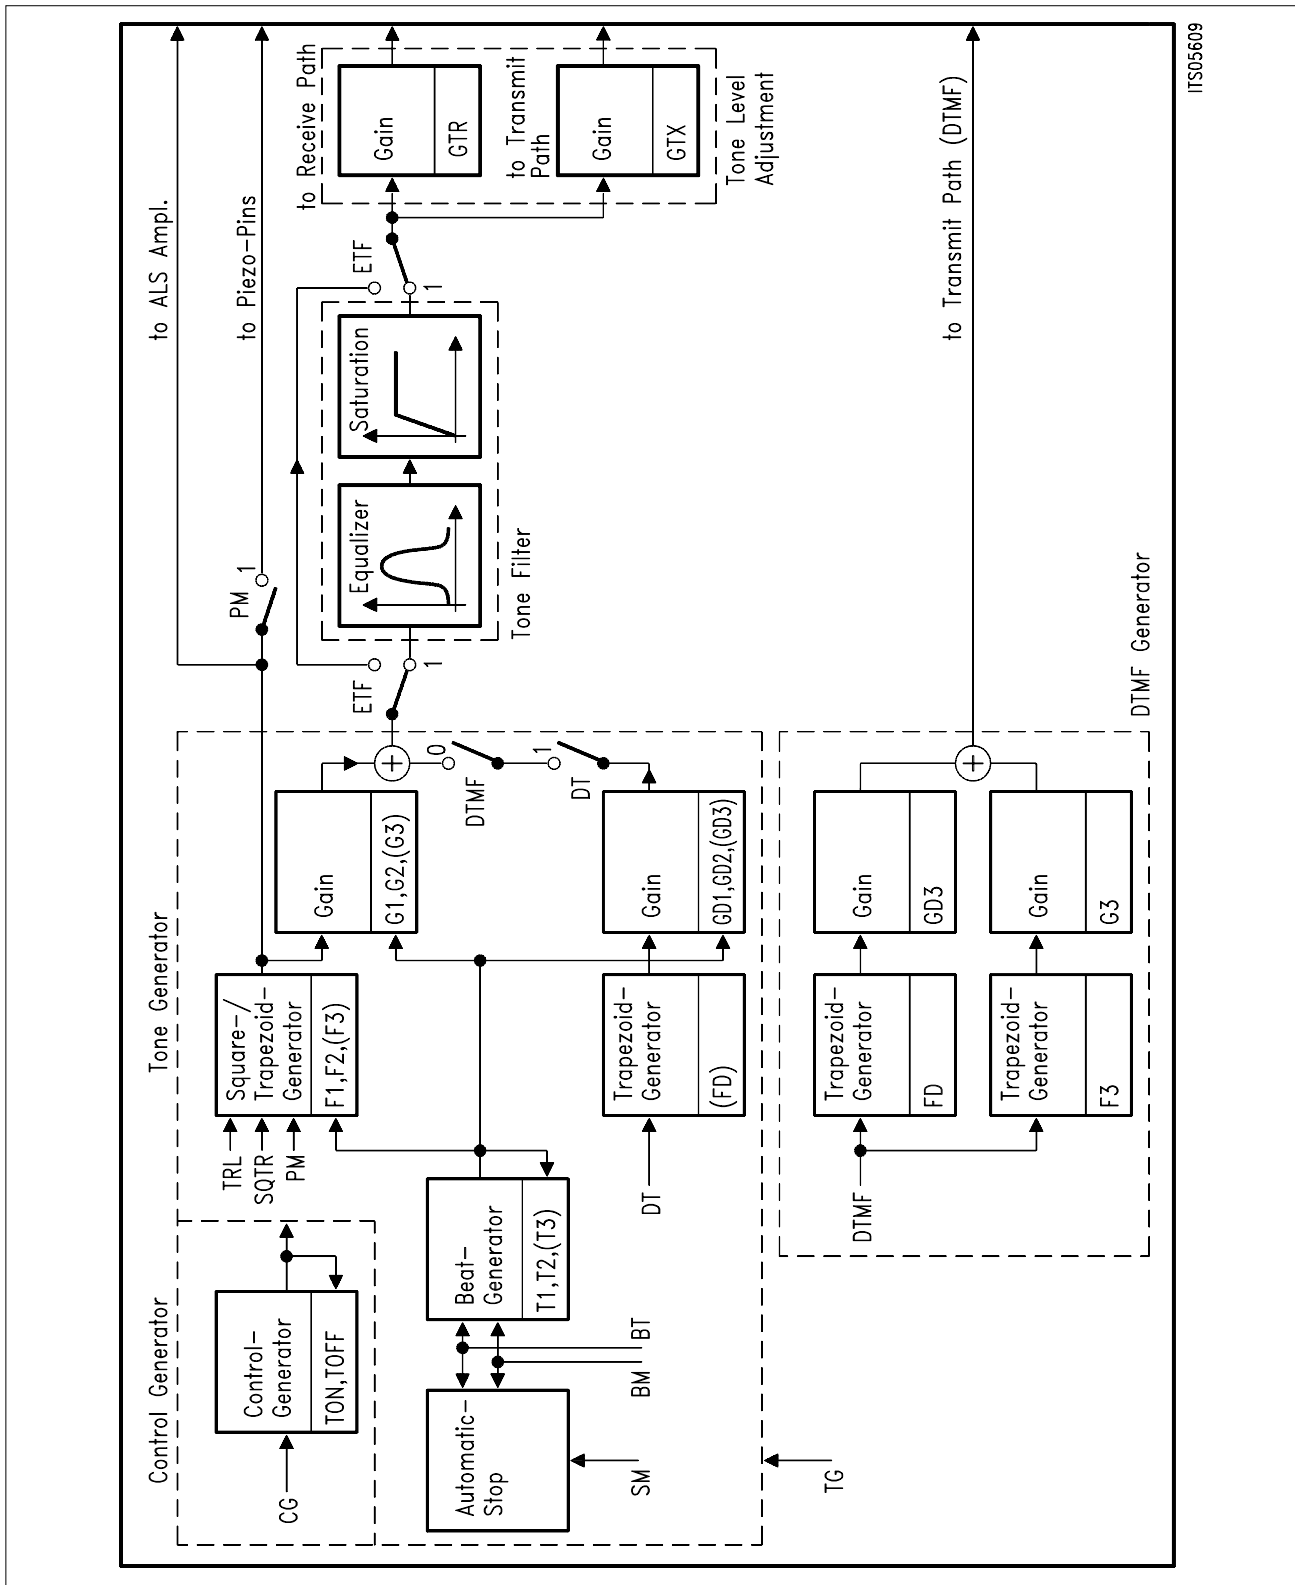 to ALS Ampl.
to Piezo-Pins
PM
1
Control Generator
Tone Generator
CG
Control-
Generator
TON,TOFF
TRL
SQTR
PM
Square-/
Trapezoid-
Generator
F1,F2,(F3)
Gain
G1,G2,(G3)
+
ETF
1
Equalizer
Saturation
Tone Filter
ETF
1
to Receive Path
Gain
GTR
to Transmit
Path
Gain
GTX
Tone Level
Adjustment
Automatic-
Stop
Beat-
Generator
T1,T2,(T3)
SM
BM
BT
0
DTMF
1
DT
DT
Trapezoid-
Generator
(FD)
Gain
GD1,GD2,(GD3)
TG
DTMF
Trapezoid-
Generator
FD
Gain
GD3
Trapezoid-
Generator
F3
Gain
G3
+
to Transmit Path (DTMF)
DTMF Generator
ITS05609